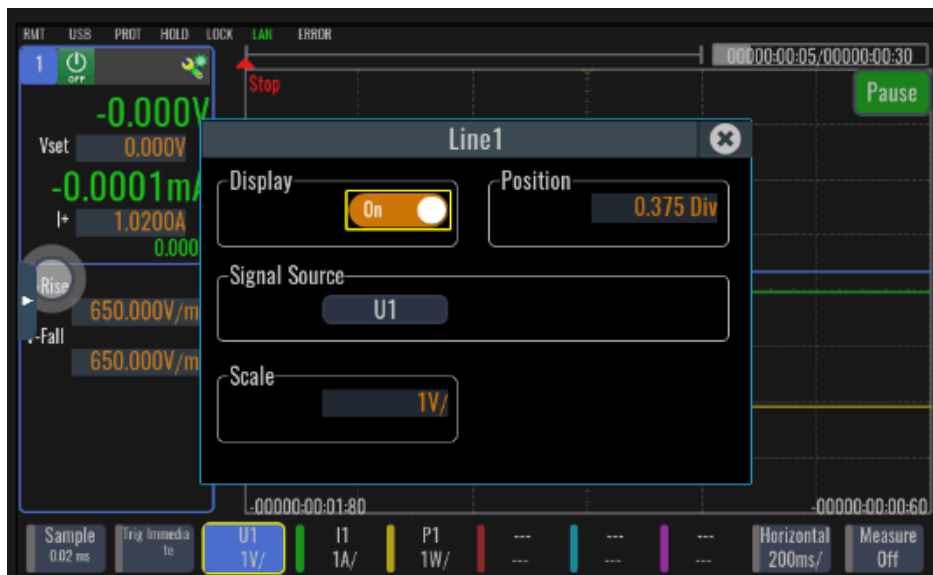 RMT USB PROT HOLD LOCK LAN ERROR
1 OFF
00000:00:05/00000:00:30
Stop
Pause
-0.000V
Vset 0.000V
-0.0001mA
I+ 1.0200A
0.000
-Rise
650.000V/m
-Fall
650.000V/m
Line1
Display
On
Position
0.375 Div
Signal Source
U1
Scale
1V/
-00000:00:01:80
-00000:00:00:60
Sample
0.02 ms
Trig Immedia
te
U1
1V/
I1
1A/
P1
1W/
---
---
---
---
---
---
Horizontal
200ms/
Measure
Off